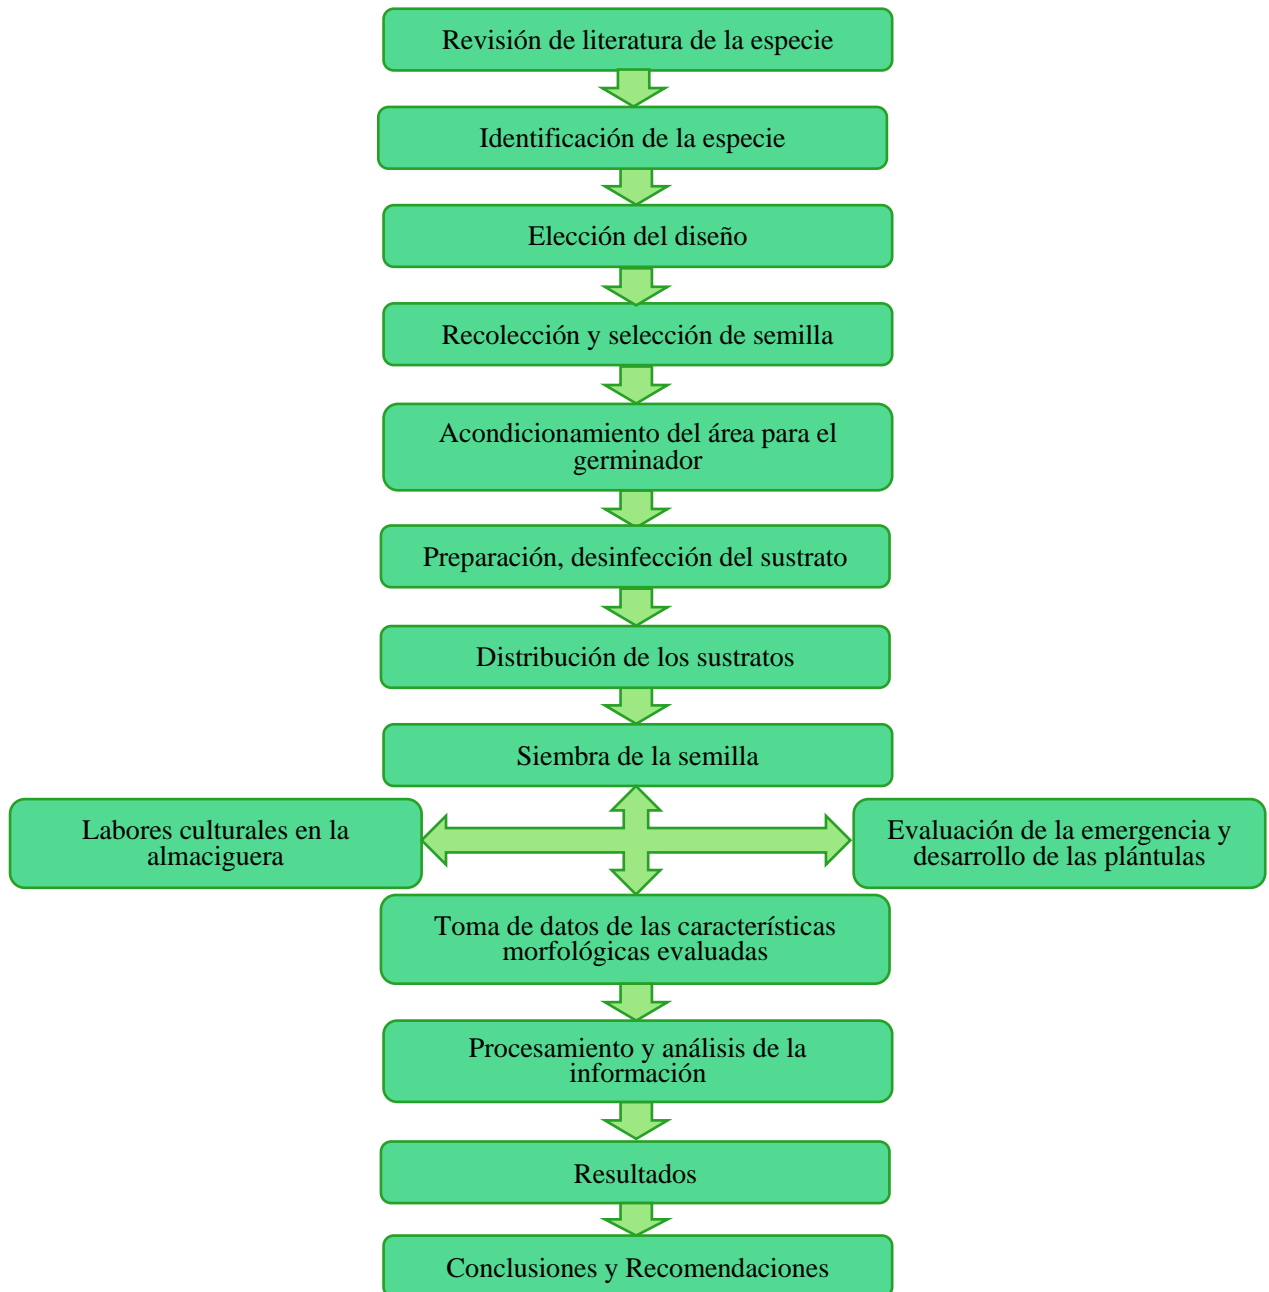 Revisión de literatura de la especie
Identificación de la especie
Elección del diseño
Recolección y selección de semilla
Acondicionamiento del área para el
germinador
Preparación, desinfección del sustrato
Distribución de los sustratos
Siembra de la semilla
Labores culturales en la
almaciguera
Evaluación de la emergencia y
desarrollo de las plántulas
Toma de datos de las características
morfológicas evaluadas
Procesamiento y análisis de la
información
Resultados
Conclusiones y Recomendaciones